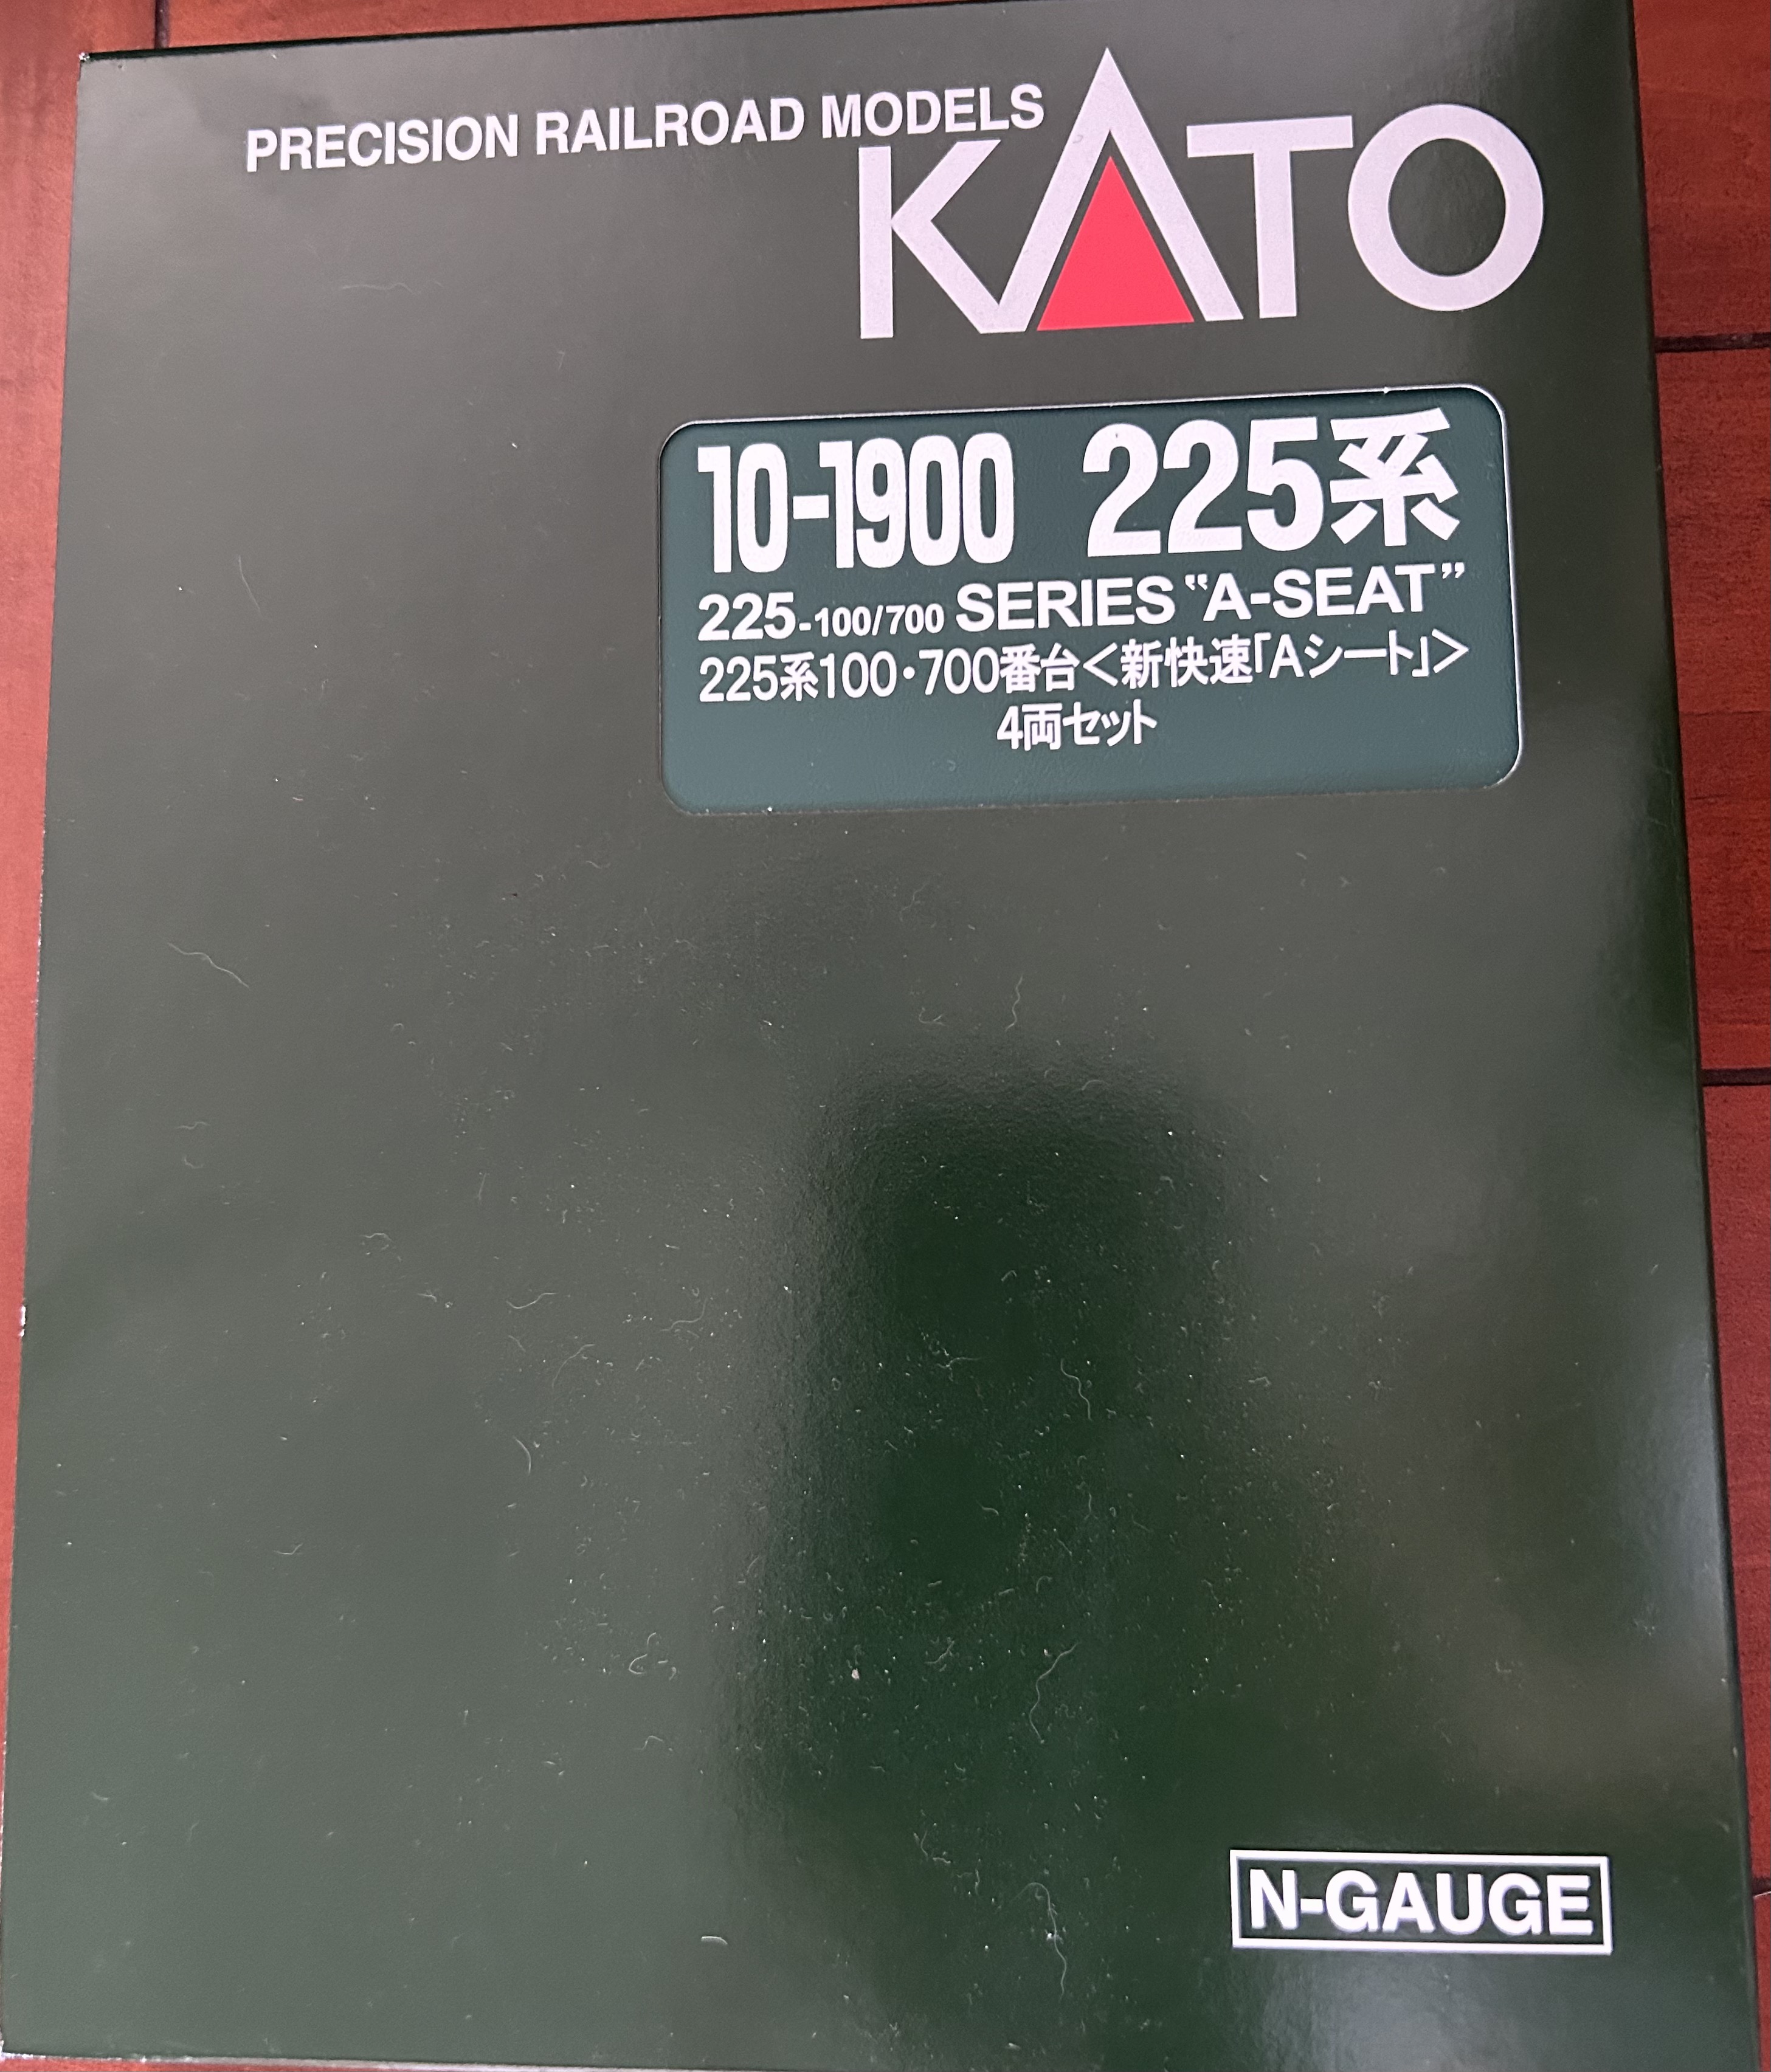 PRECISION RAILROAD MODELS
KATO
10-1900 225系
225-100/700 SERIES "A-SEAT"
225系100・700番台＜新快速「Aシート」＞
4両セット
N-GAUGE